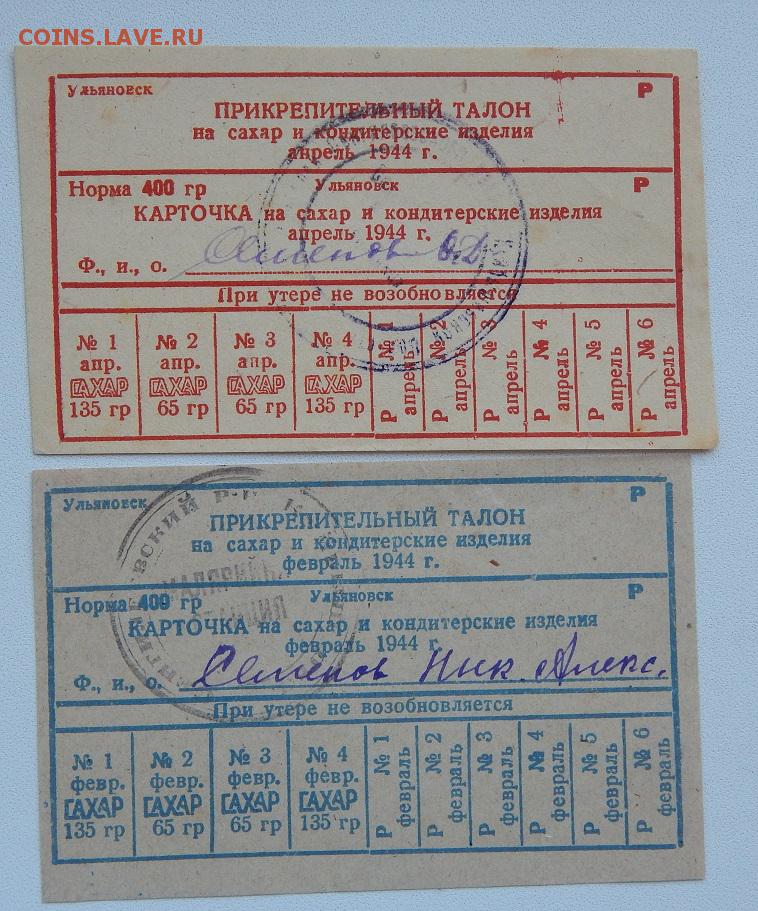 COINS.LAVE.RU
Ульяновск Р
ПРИКРЕПИТЕЛЬНЫЙ ТАЛОН
на сахар и кондитерские изделия
апрель 1944 г.
Норма 400 гр Ульяновск Р
КАРТОЧКА на сахар и кондитерские изделия
апрель 1944 г.
Ф., и., о. Семенов
При утере не возобновляется
№ 1 апр. САХАР 135 гр
№ 2 апр. САХАР 65 гр
№ 3 апр. САХАР 65 гр
№ 4 апр. САХАР 135 гр
Р № 1 апрель
Р № 2 апрель
Р № 3 апрель
Р № 4 апрель
Р № 5 апрель
Р № 6 апрель
Ульяновск Р
ПРИКРЕПИТЕЛЬНЫЙ ТАЛОН
на сахар и кондитерские изделия
февраль 1944 г.
Норма 400 гр Ульяновск Р
КАРТОЧКА на сахар и кондитерские изделия
февраль 1944 г.
Ф., и., о. Семенов Ник. Алекс.
При утере не возобновляется
№ 1 февр. САХАР 135 гр
№ 2 февр. САХАР 65 гр
№ 3 февр. САХАР 65 гр
№ 4 февр. САХАР 135 гр
Р № 1 февраль
Р № 2 февраль
Р № 3 февраль
Р № 4 февраль
Р № 5 февраль
Р № 6 февраль